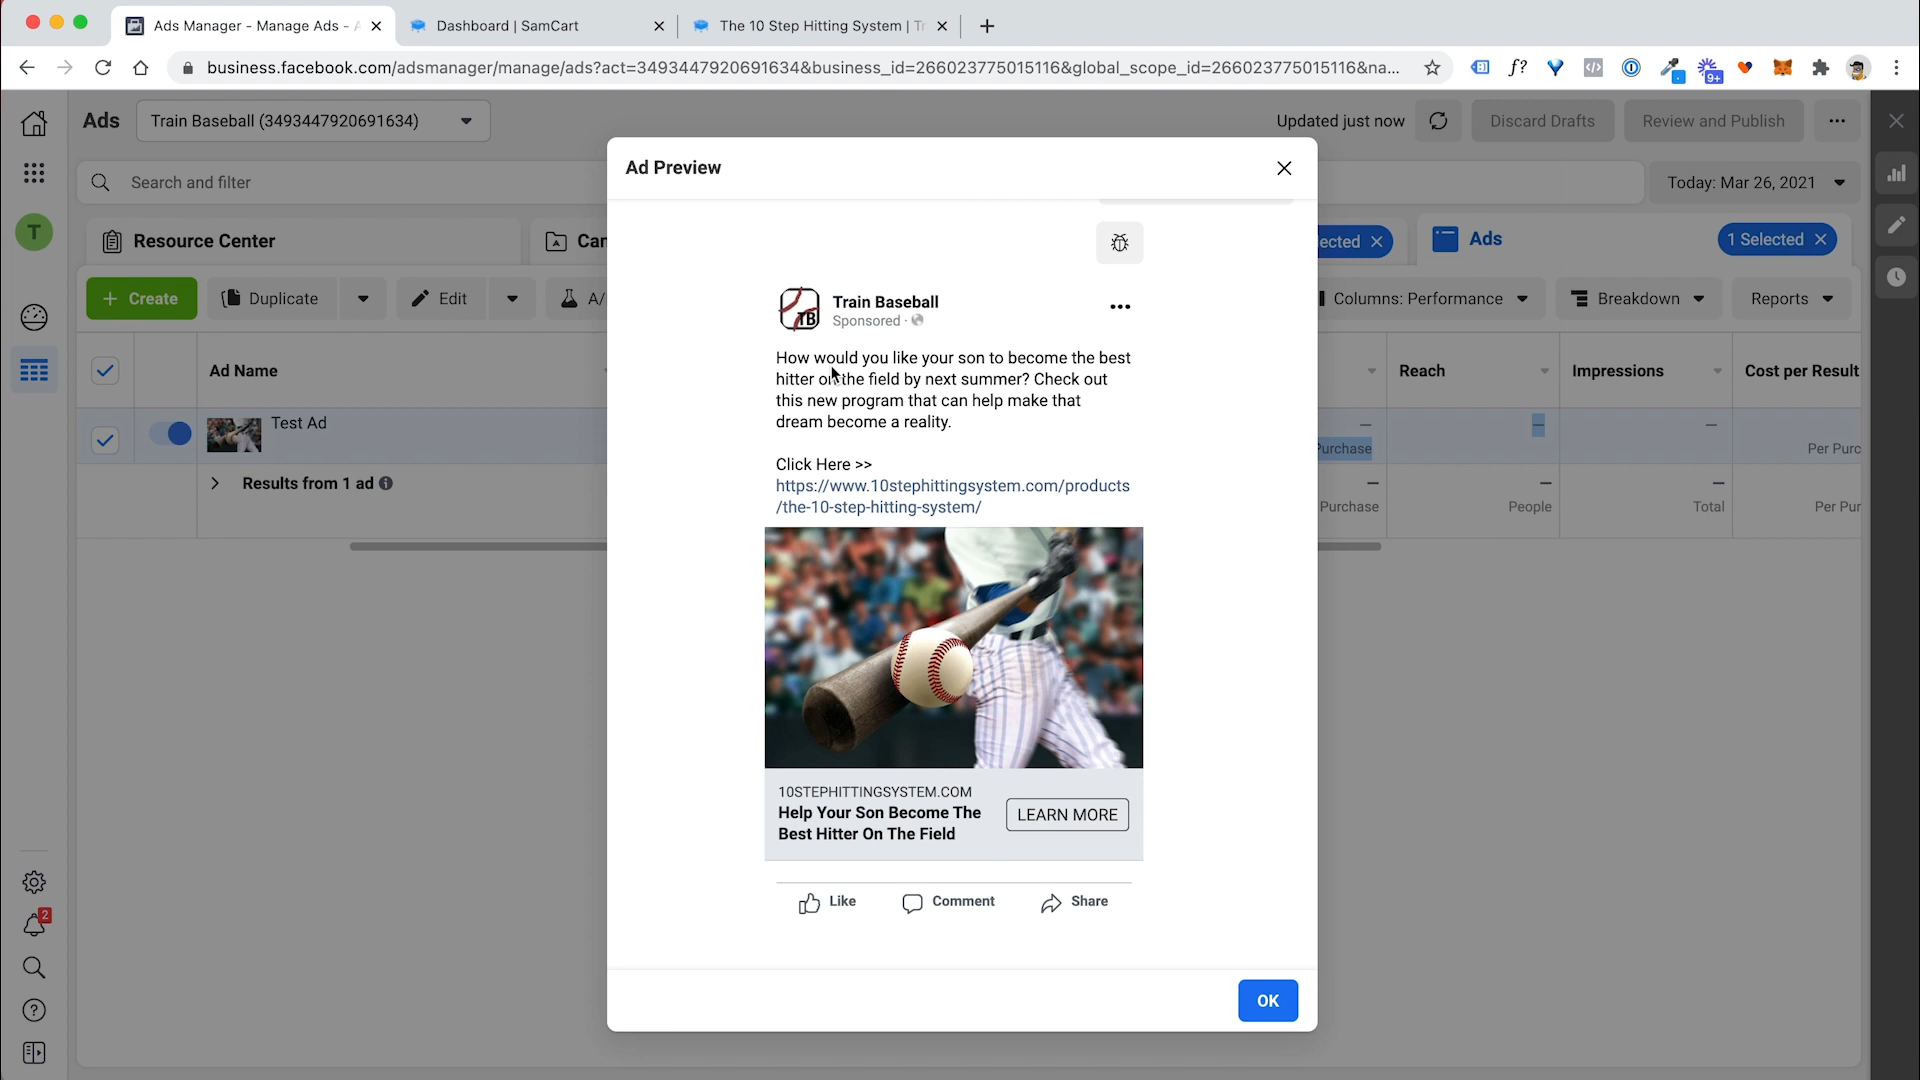 Ads Manager - Manage Ads - A
Dashboard | SamCart
The 10 Step Hitting System | Tr
business.facebook.com/adsmanager/manage/ads?act=3493447920691634&business_id=266023775015116&global_scope_id=266023775015116&na...
f?
9+
Ads
Train Baseball (3493447920691634)
Updated just now
Discard Drafts
Review and Publish
Ad Preview
Search and filter
Today: Mar 26, 2021
T
Resource Center
Can
ected
Ads
1 Selected
+ Create
Duplicate
Edit
A/
Columns: Performance
Breakdown
Reports
Train Baseball
Sponsored ·
TB
How would you like your son to become the best
hitter on the field by next summer? Check out
this new program that can help make that
dream become a reality.
Click Here >>
https://www.10stephittingsystem.com/products
/the-10-step-hitting-system/
Ad Name
Reach
Impressions
Cost per Result
Test Ad
Purchase
Per Purc
Results from 1 ad
Purchase
People
Total
Per Pur
10STEPHITTINGSYSTEM.COM
Help Your Son Become The
Best Hitter On The Field
LEARN MORE
Like
Comment
Share
2
OK